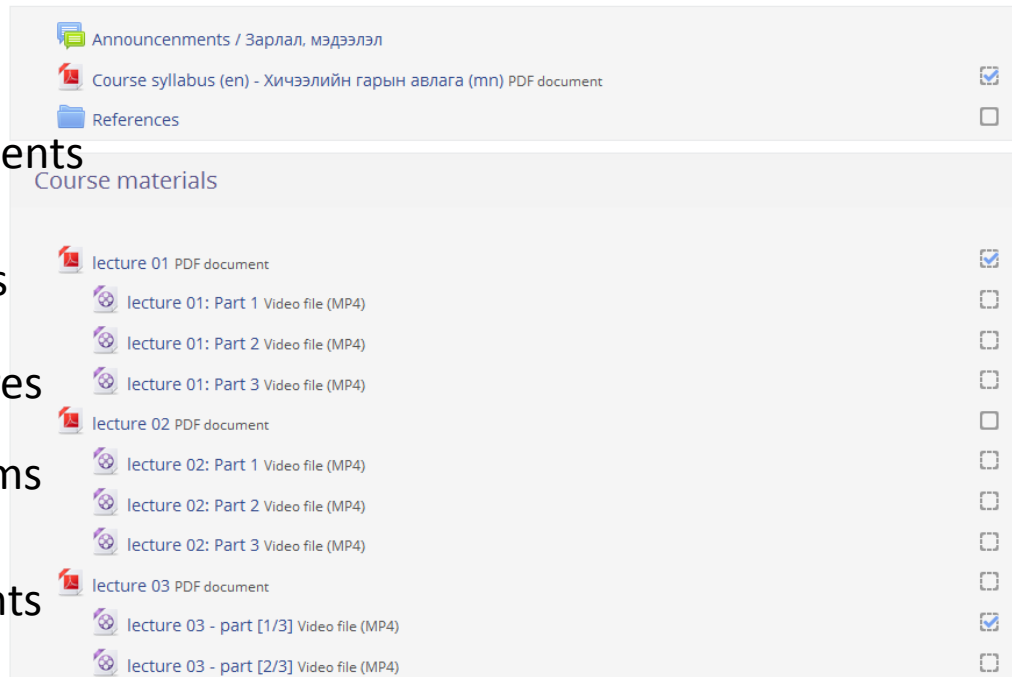 Announcenments / Зарлал, мэдээлэл
Course syllabus (en) - Хичээлийн гарын авлага (mn) PDF document
References
ents
Course materials
lecture 01 PDF document
s
lecture 01: Part 1 Video file (MP4)
lecture 01: Part 2 Video file (MP4)
lecture 01: Part 3 Video file (MP4)
es
lecture 02 PDF document
lecture 02: Part 1 Video file (MP4)
ms
lecture 02: Part 2 Video file (MP4)
lecture 02: Part 3 Video file (MP4)
lecture 03 PDF document
nts
lecture 03 - part [1/3] Video file (MP4)
lecture 03 - part [2/3] Video file (MP4)